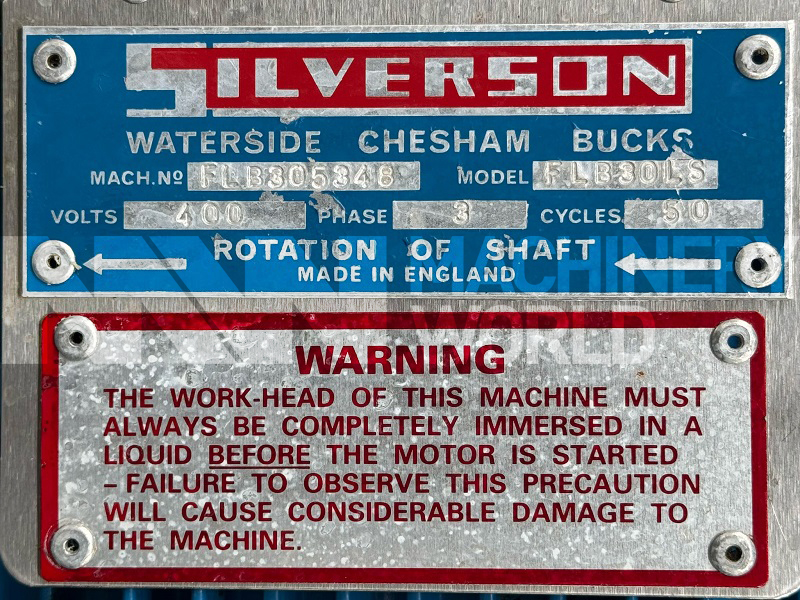 SILVERSON
WATERSIDE CHESHAM BUCKS
MACH.Nº FLB305348 MODEL FLB30LS
VOLTS 400 PHASE 3 CYCLES 50
ROTATION OF SHAFT
MADE IN ENGLAND
MACHINERY
WORLD
WARNING
THE WORK-HEAD OF THIS MACHINE MUST
ALWAYS BE COMPLETELY IMMERSED IN A
LIQUID BEFORE THE MOTOR IS STARTED
– FAILURE TO OBSERVE THIS PRECAUTION
WILL CAUSE CONSIDERABLE DAMAGE TO
THE MACHINE.